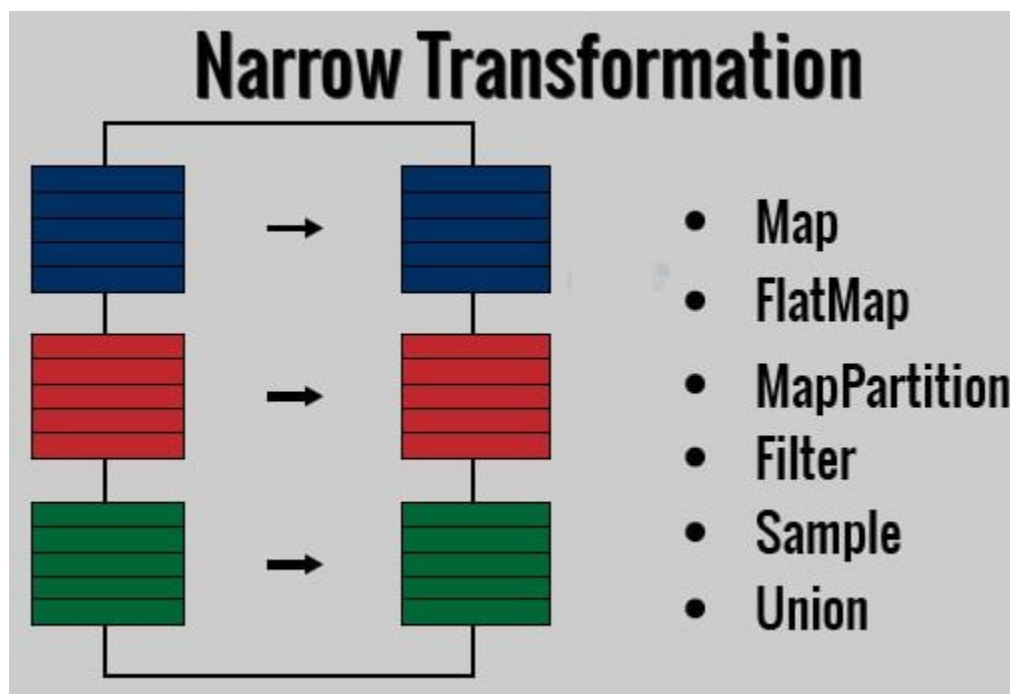 Narrow Transformation
• Map
• FlatMap
• MapPartition
• Filter
• Sample
• Union